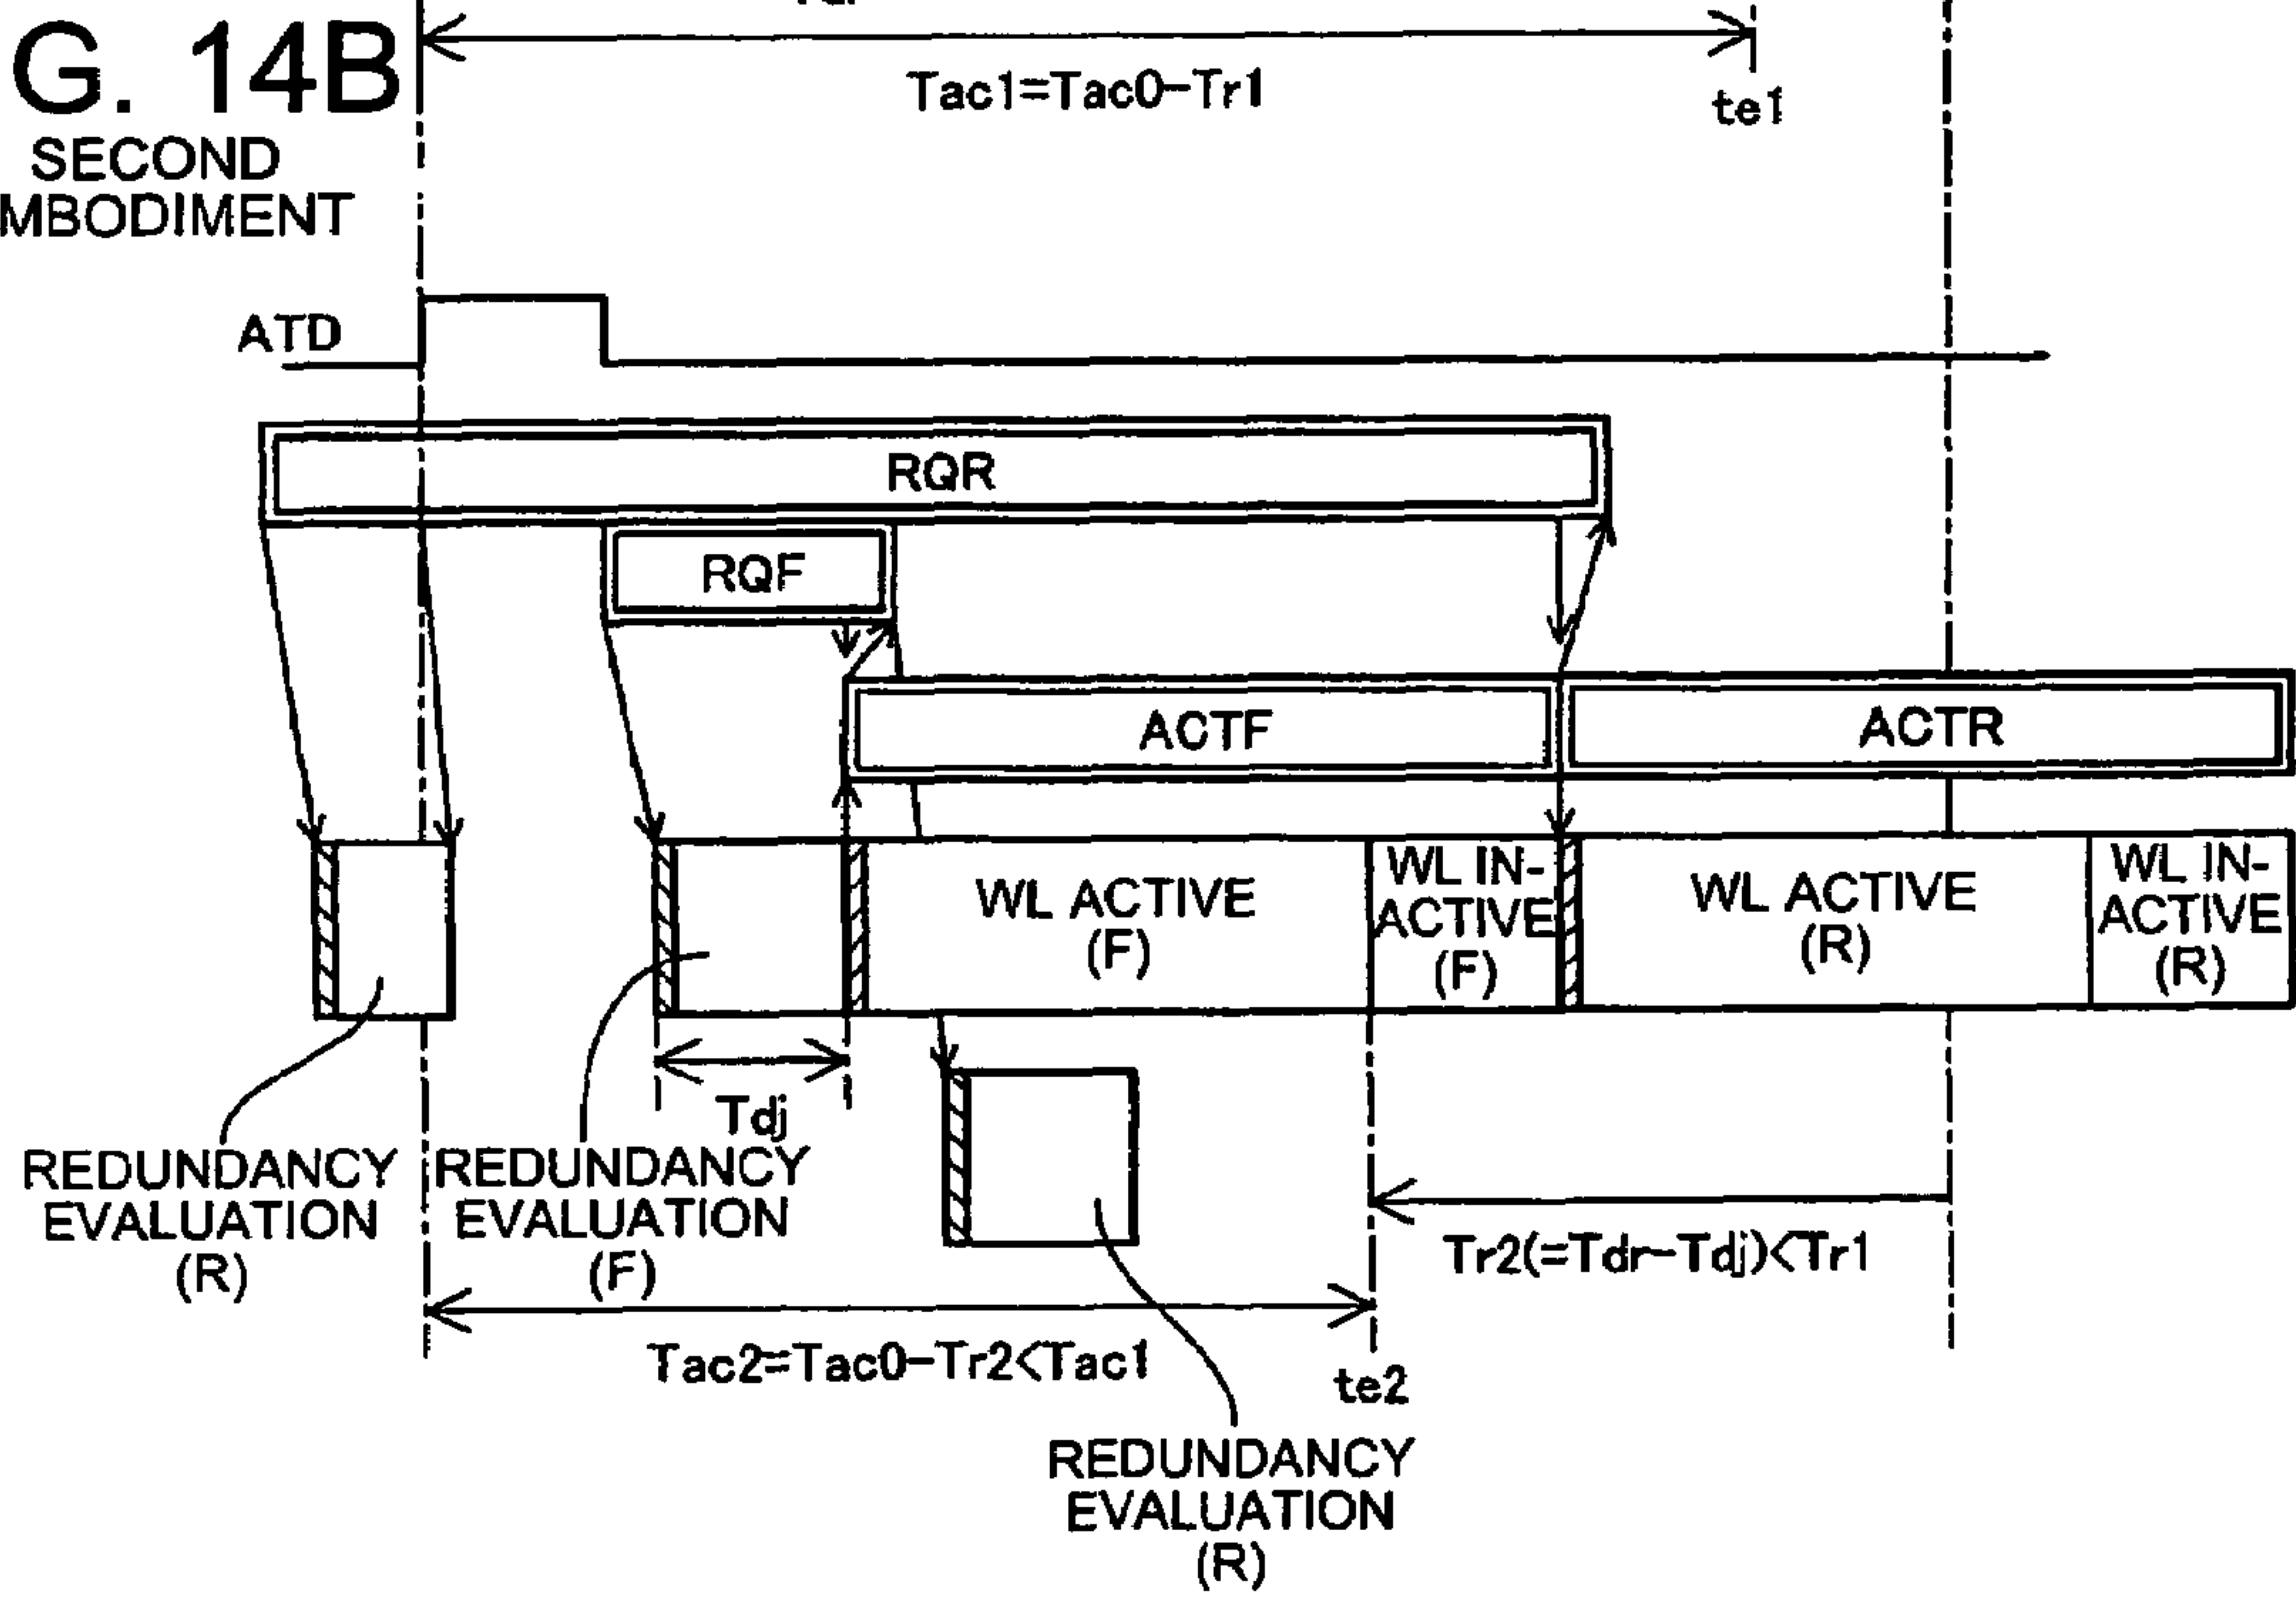 G. 14B
SECOND
MBODIMENT
Tac1=Tac0-Tr1
te1
ATD
RQR
RQF
ACTF
ACTR
WL ACTIVE
(F)
WL IN-
ACTIVE
(F)
WL ACTIVE
(R)
WL IN-
ACTIVE
(R)
Tdj
REDUNDANCY
EVALUATION
(R)
REDUNDANCY
EVALUATION
(F)
Tr2(=Tdr-Tdj)<Tr1
Tac2=Tac0-Tr2<Tac1
te2
REDUNDANCY
EVALUATION
(R)